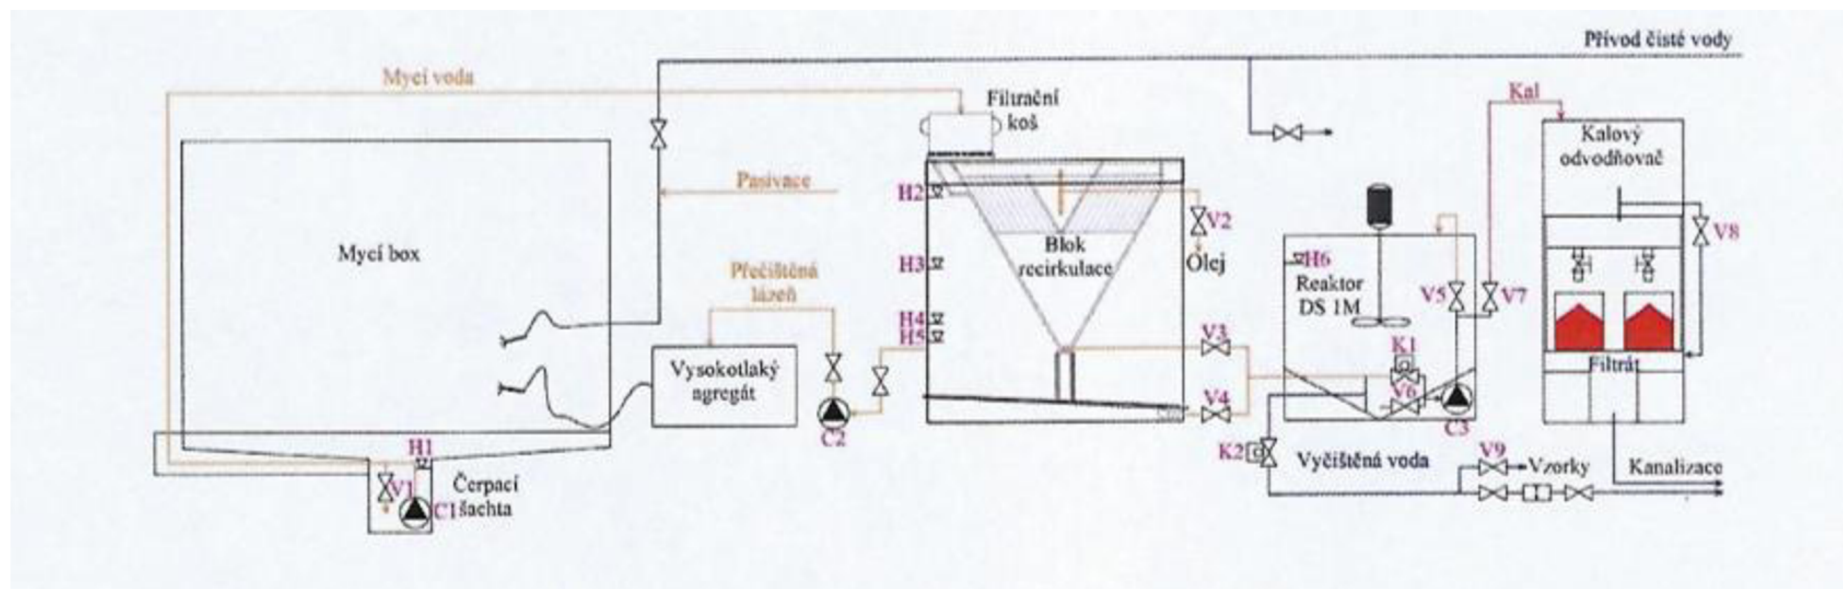 Přívod čisté vody
Mycí voda
Filtrační
koš
Kal
Kalový
odvodňovač
Pasivace
H2
V2
V8
Mycí box
Blok
recirkulace
Olej
H3
H6
Reaktor
DS 1M
Přečištěná
lázeň
V5
V7
H4
H5
V3
K1
Vysokotlaký
agregát
Filtrát
V4
V6
C2
C3
H1
K2
Vyčištěná voda
V9
Vzorky
Kanalizace
V1
Čerpací
šachta
C1